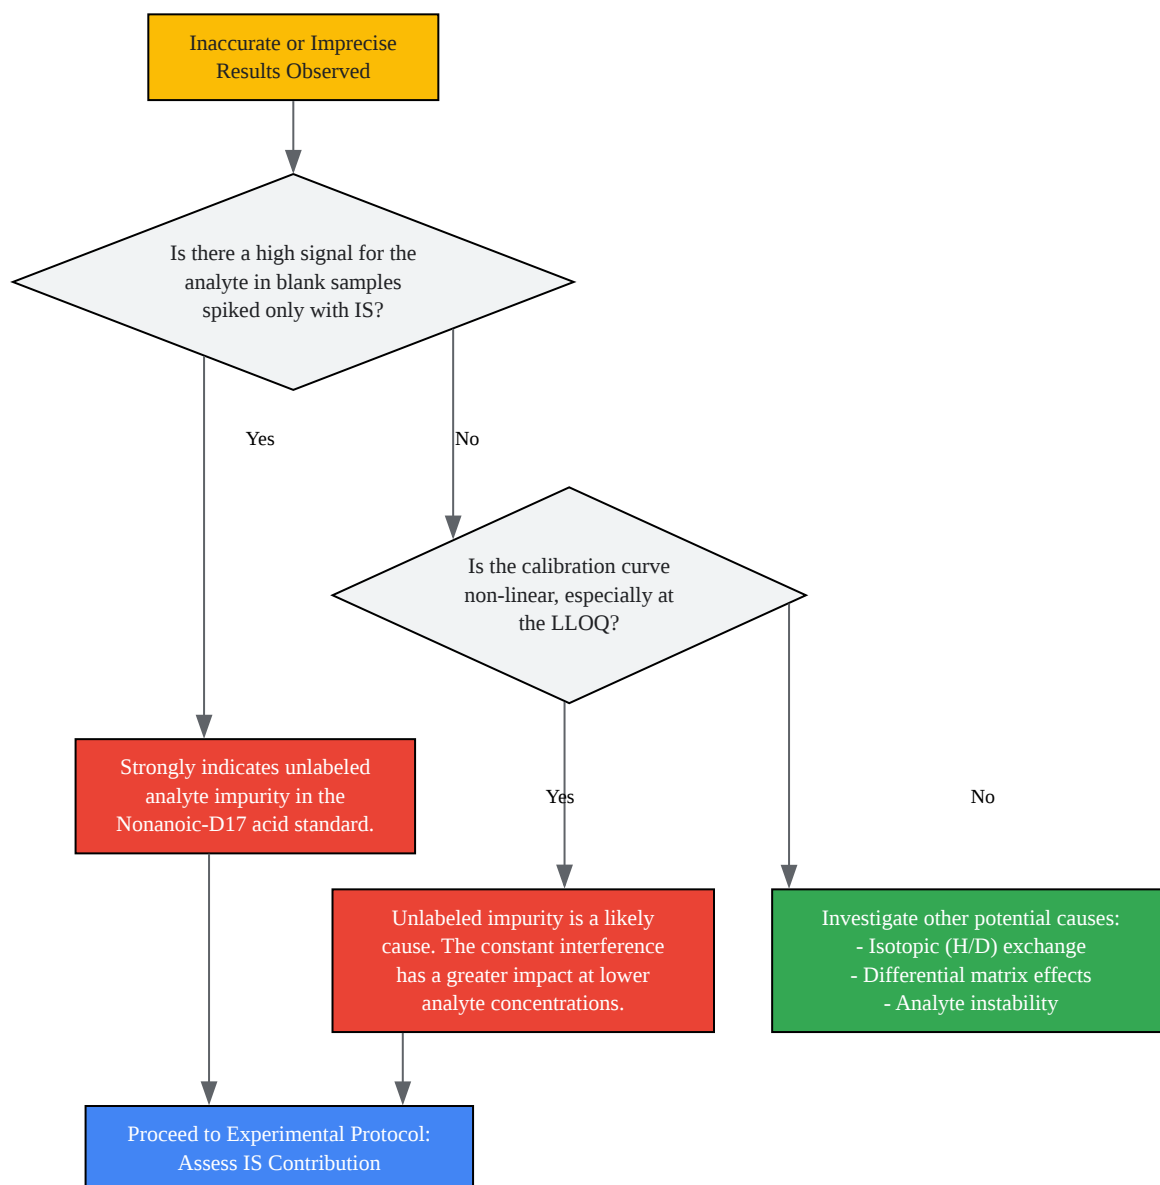 Inaccurate or Imprecise
Results Observed
Is there a high signal for the
analyte in blank samples
spiked only with IS?
Yes
No
Is the calibration curve
non-linear, especially at
the LLOQ?
Strongly indicates unlabeled
analyte impurity in the
Nonanoic-D17 acid standard.
Yes
No
Unlabeled impurity is a likely
cause. The constant interference
has a greater impact at lower
analyte concentrations.
Investigate other potential causes:
- Isotopic (H/D) exchange
- Differential matrix effects
- Analyte instability
Proceed to Experimental Protocol:
Assess IS Contribution